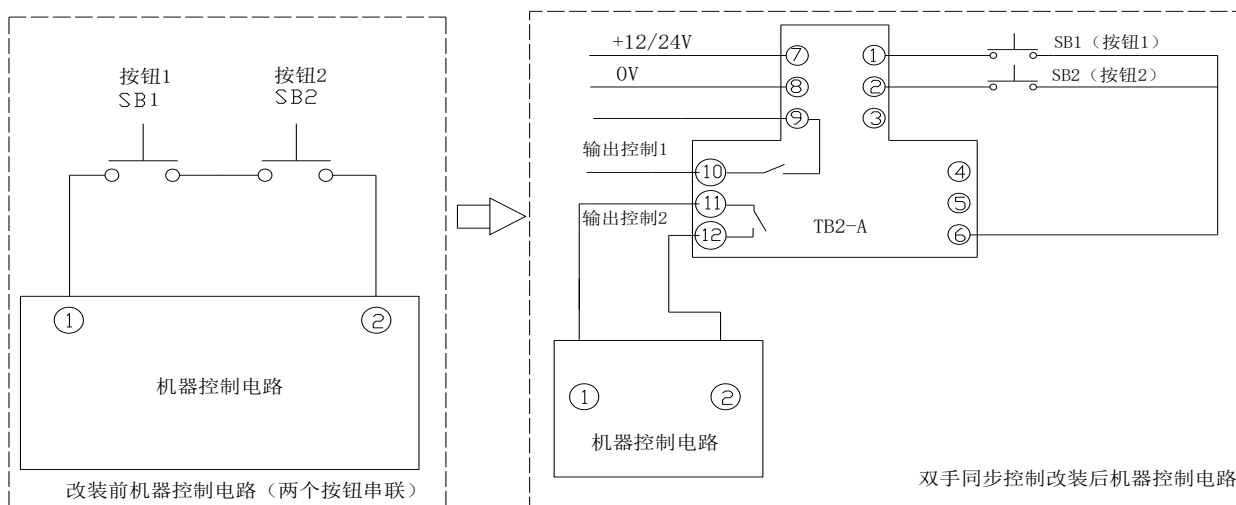 按钮1
SB1
按钮2
SB2
①
②
机器控制电路
改装前机器控制电路（两个按钮串联）
+12/24V
⑦
①
SB1（按钮1）
0V
⑧
②
SB2（按钮2）
⑨
③
输出控制1
⑩
④
⑪
⑤
输出控制2
⑫
TB2-A
⑥
①
②
机器控制电路
双手同步控制改装后机器控制电路